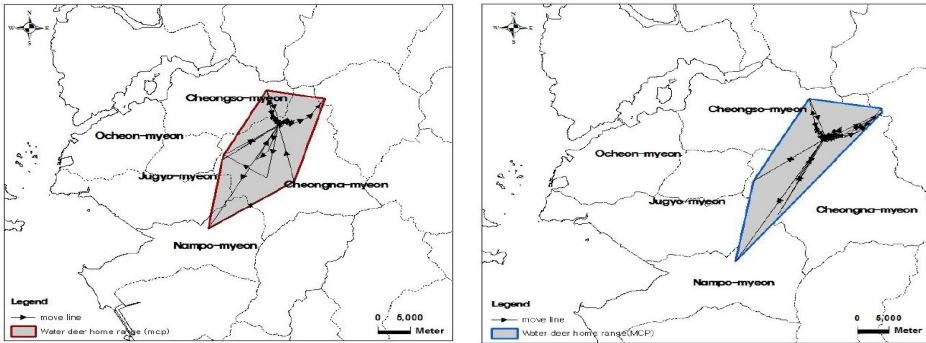 N
W E
S
Cheongso-myeon
Ocheon-myeon
Jugyo-myeon
Cheongna-myeon
Nampo-myeon
Legend
move line
Water deer home range (mcp)
0 5,000
Meter
N
W E
S
Cheongso-myeon
Ocheon-myeon
Jugyo-myeon
Cheongna-myeon
Nampo-myeon
Legend
move line
Water deer home range(MCP)
0 5,000
Meter